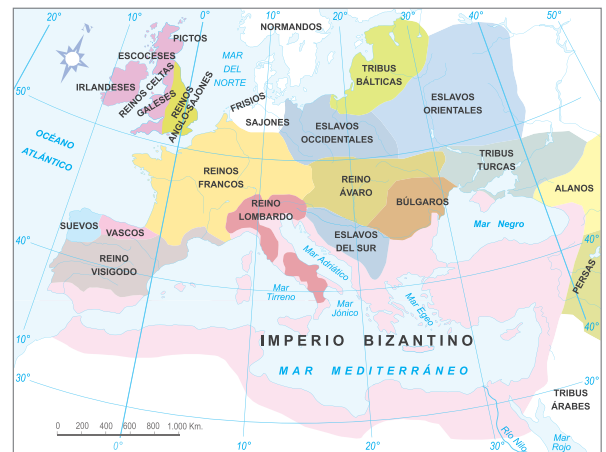 20°
10°
0°
10°
20°
30°
40°
50°
60°
NORMANDOS
PICTOS
ESCOCESES
MAR
DEL
NORTE
TRIBUS
BÁLTICAS
IRLANDESES
REINOS CELTAS
GALESES
REINOS
ANGLO-SAJONES
FRISIOS
SAJONES
ESLAVOS
OCCIDENTALES
ESLAVOS
ORIENTALES
50°
50°
OCÉANO
ATLÁNTICO
REINOS
FRANCOS
REINO
ÁVARO
TRIBUS
TURCAS
ALANOS
REINO
LOMBARDO
BÚLGAROS
SUEVOS
VASCOS
Mar Negro
ESLAVOS
DEL SUR
40°
40°
REINO
VISIGODO
Mar Adriático
PERSAS
Mar
Tirreno
Mar
Jónico
Mar Egeo
10°
40°
IMPERIO BIZANTINO
MAR MEDITERRÁNEO
30°
30°
TRIBUS
ÁRABES
0 200 400 600 800 1.000 Km.
Río Nilo
Mar
Rojo
0°
10°
20°
30°